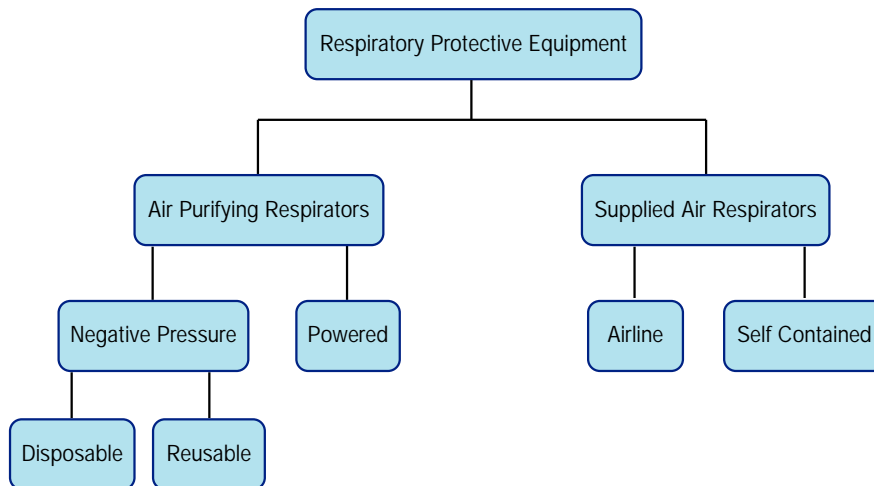 Respiratory Protective Equipment
Air Purifying Respirators
Supplied Air Respirators
Negative Pressure
Powered
Airline
Self Contained
Disposable
Reusable